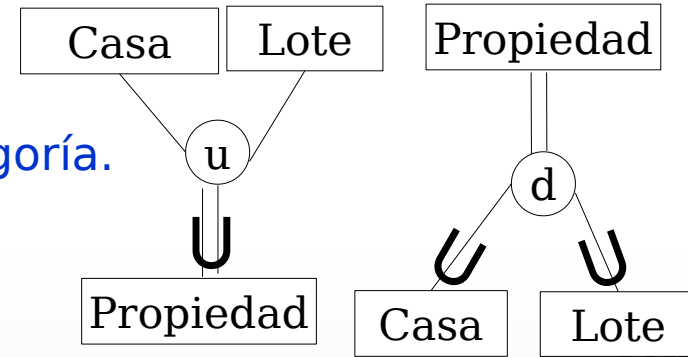 Casa
Lote
goría.
u
Propiedad
Propiedad
d
Casa
Lote